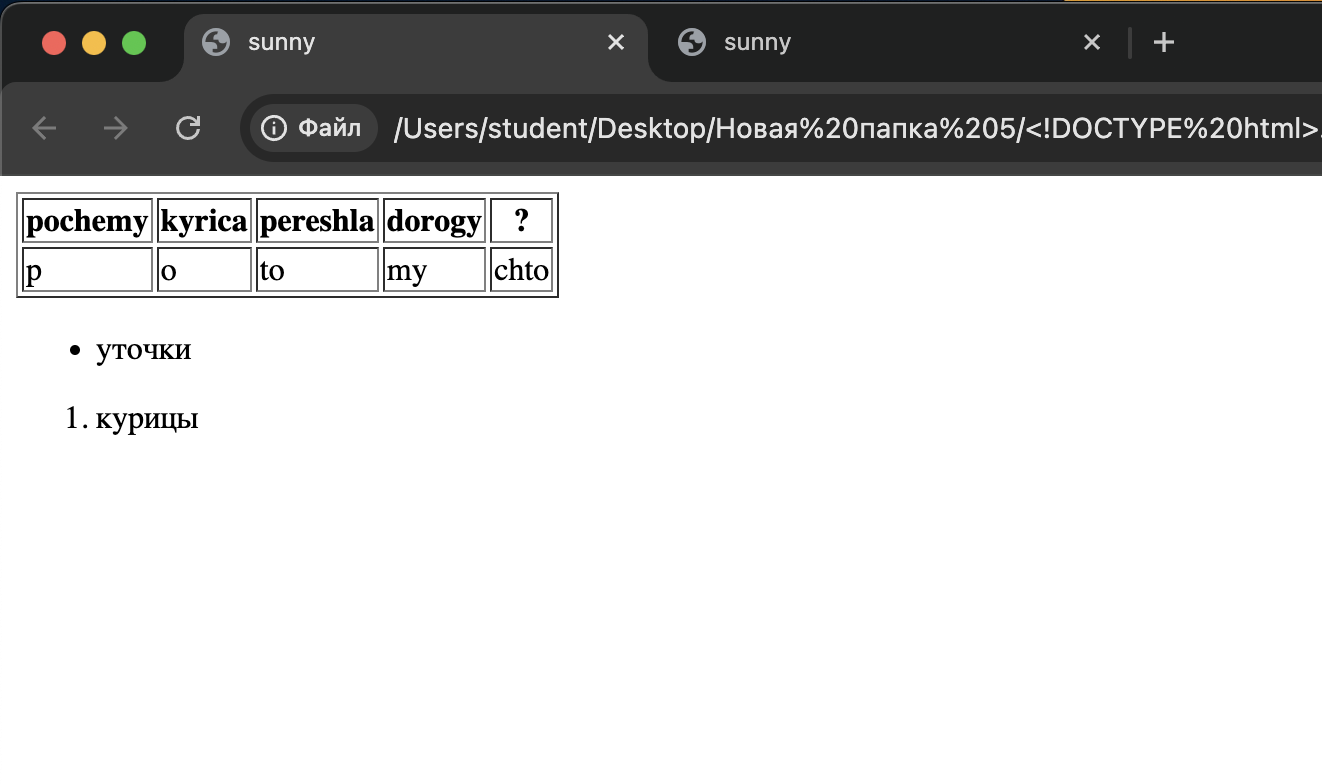 sunny sunny
Файл /Users/student/Desktop/Новая%20папка%205/<!DOCTYPE%20html>.
pochemy kyrica pereshla dorogy ?
p o to my chto
• уточки
1. курицы